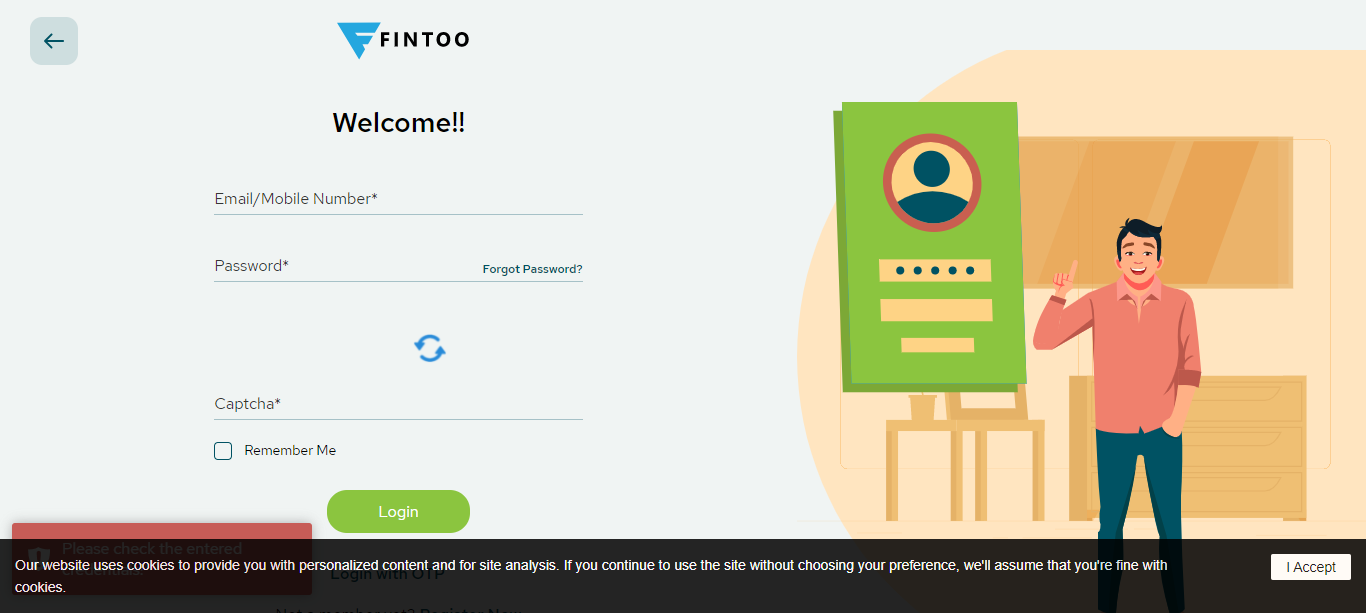 FINTOO
Welcome!!
Email/Mobile Number*
Password*
Forgot Password?
Captcha*
Remember Me
Login
Please check the entered
Our website uses cookies to provide you with personalized content and for site analysis. If you continue to use the site without choosing your preference, we'll assume that you're fine with
cookies.
I Accept
Login with OTP
Not a member yet? Register Now